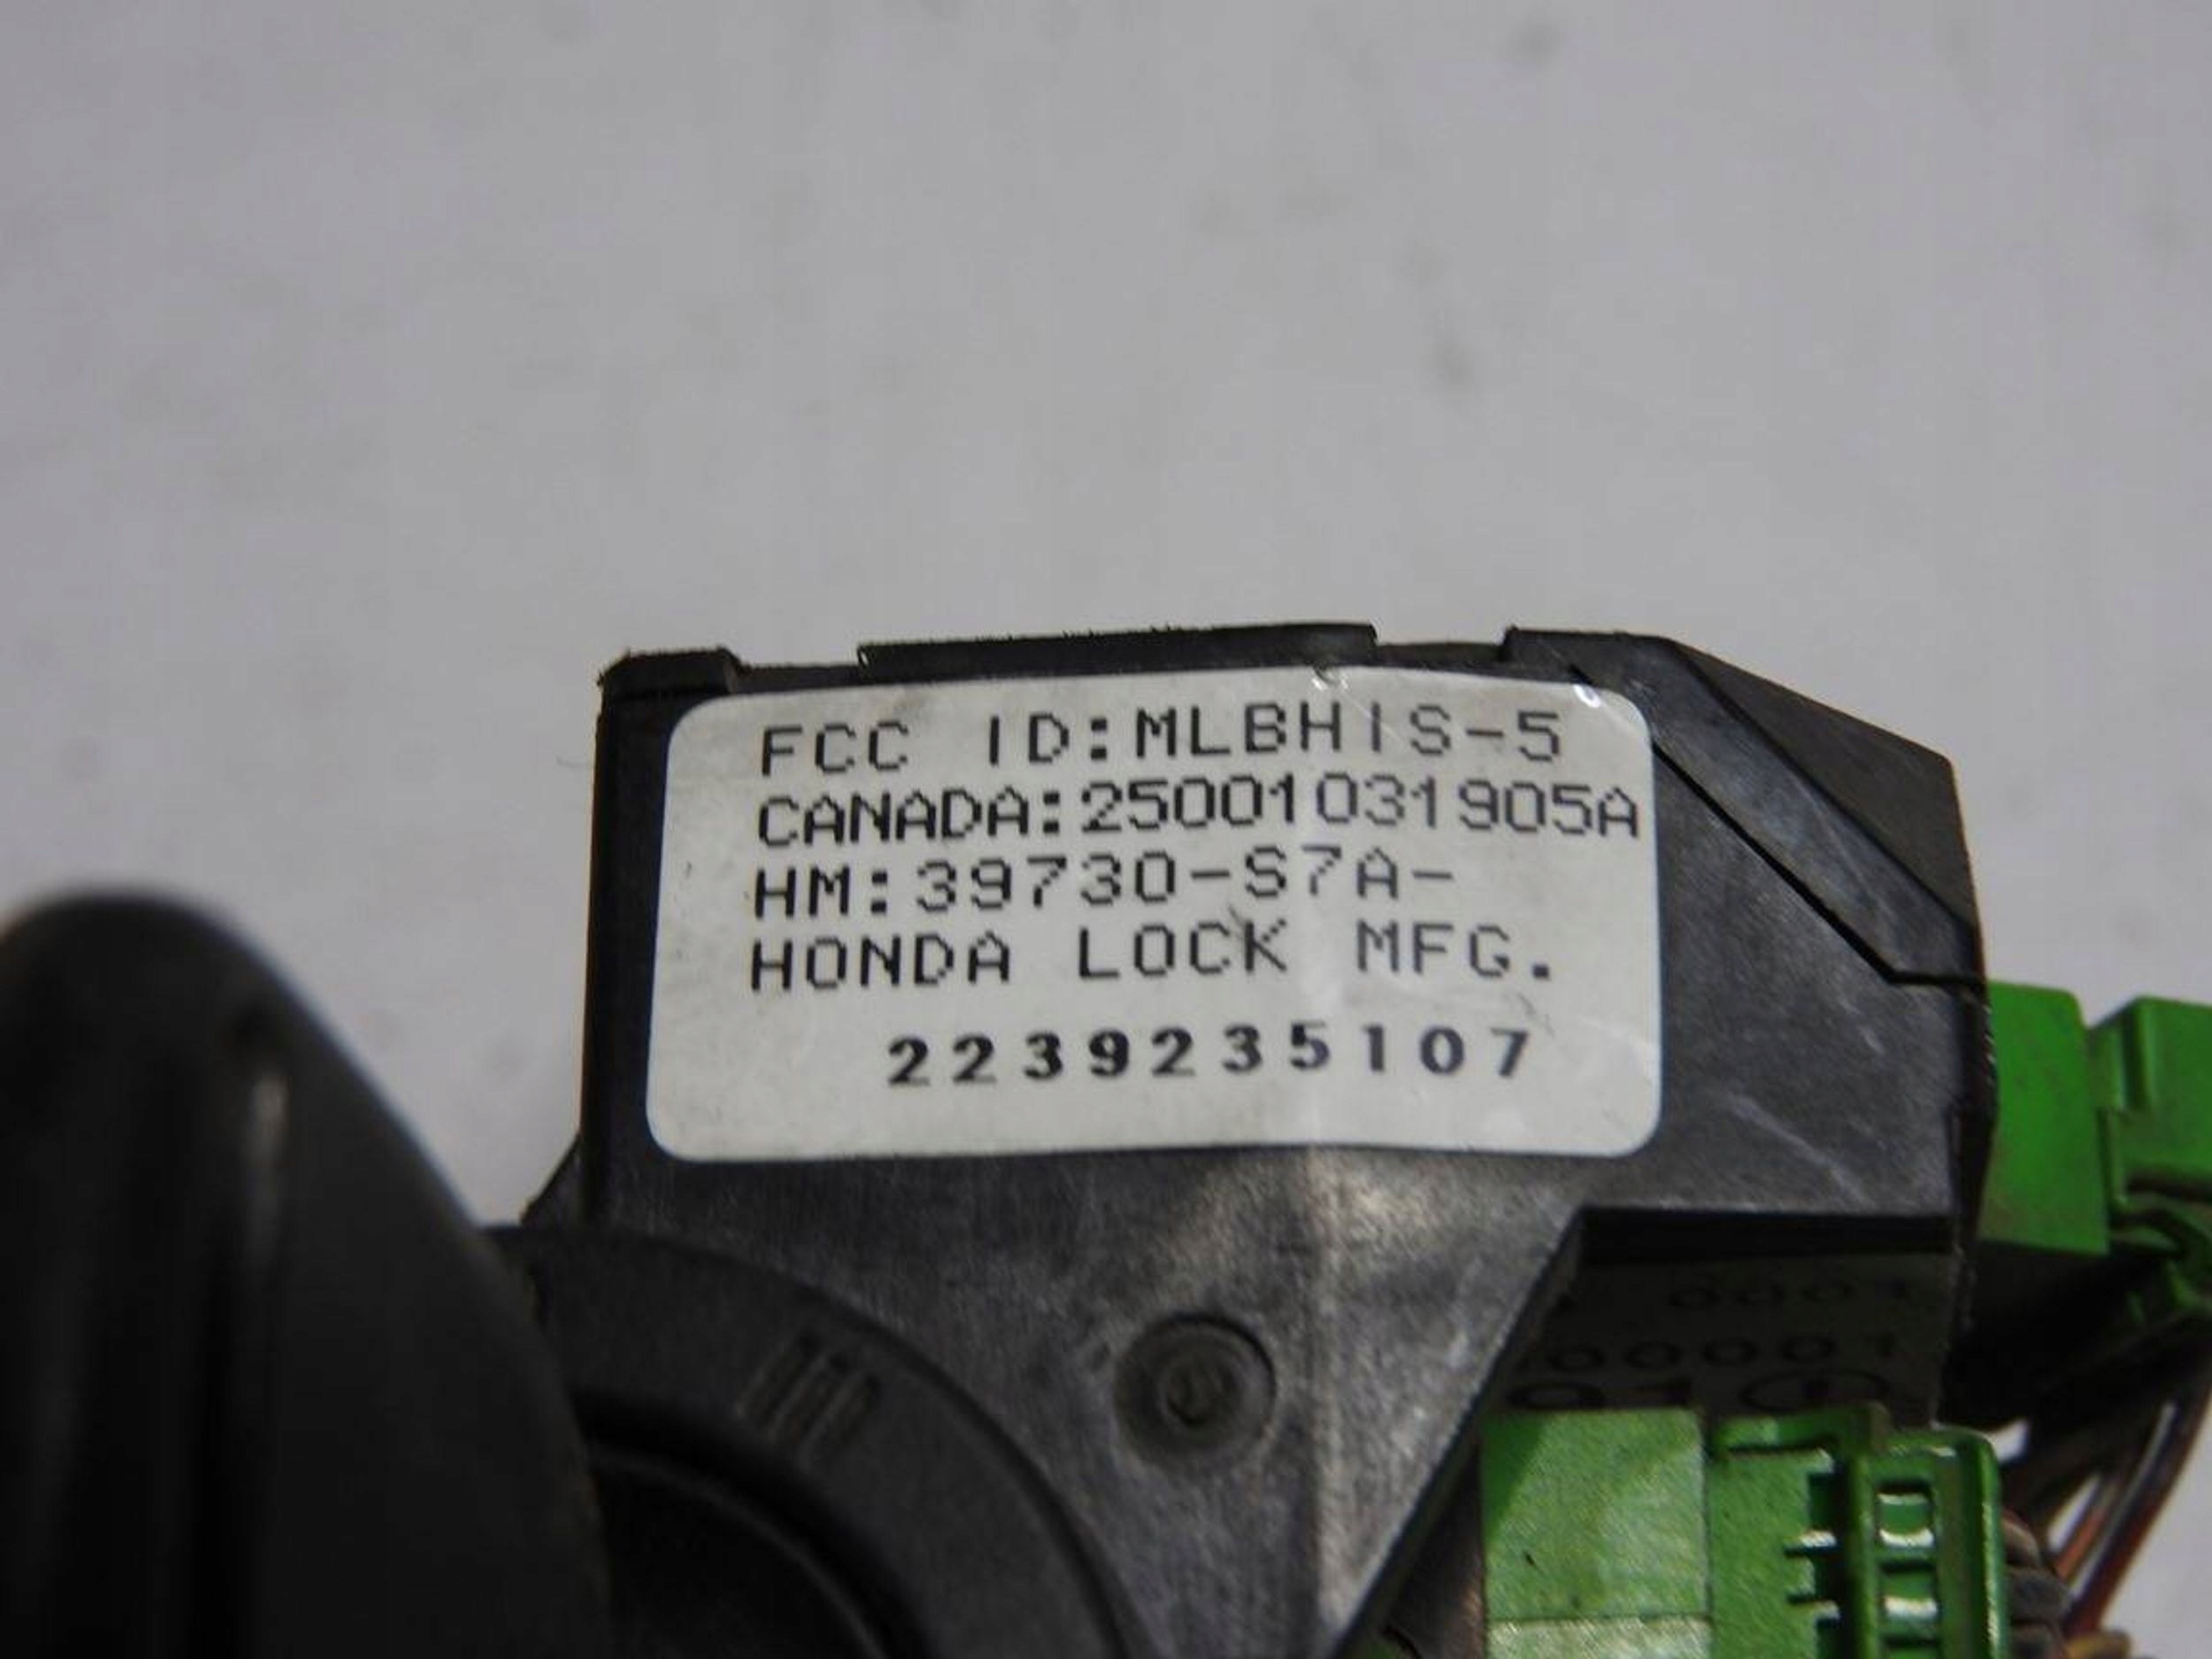 FCC ID:MLBHIS-5
CANADA:25001031905A
HM:39730-S7A-
HONDA LOCK MFG.
2239235107